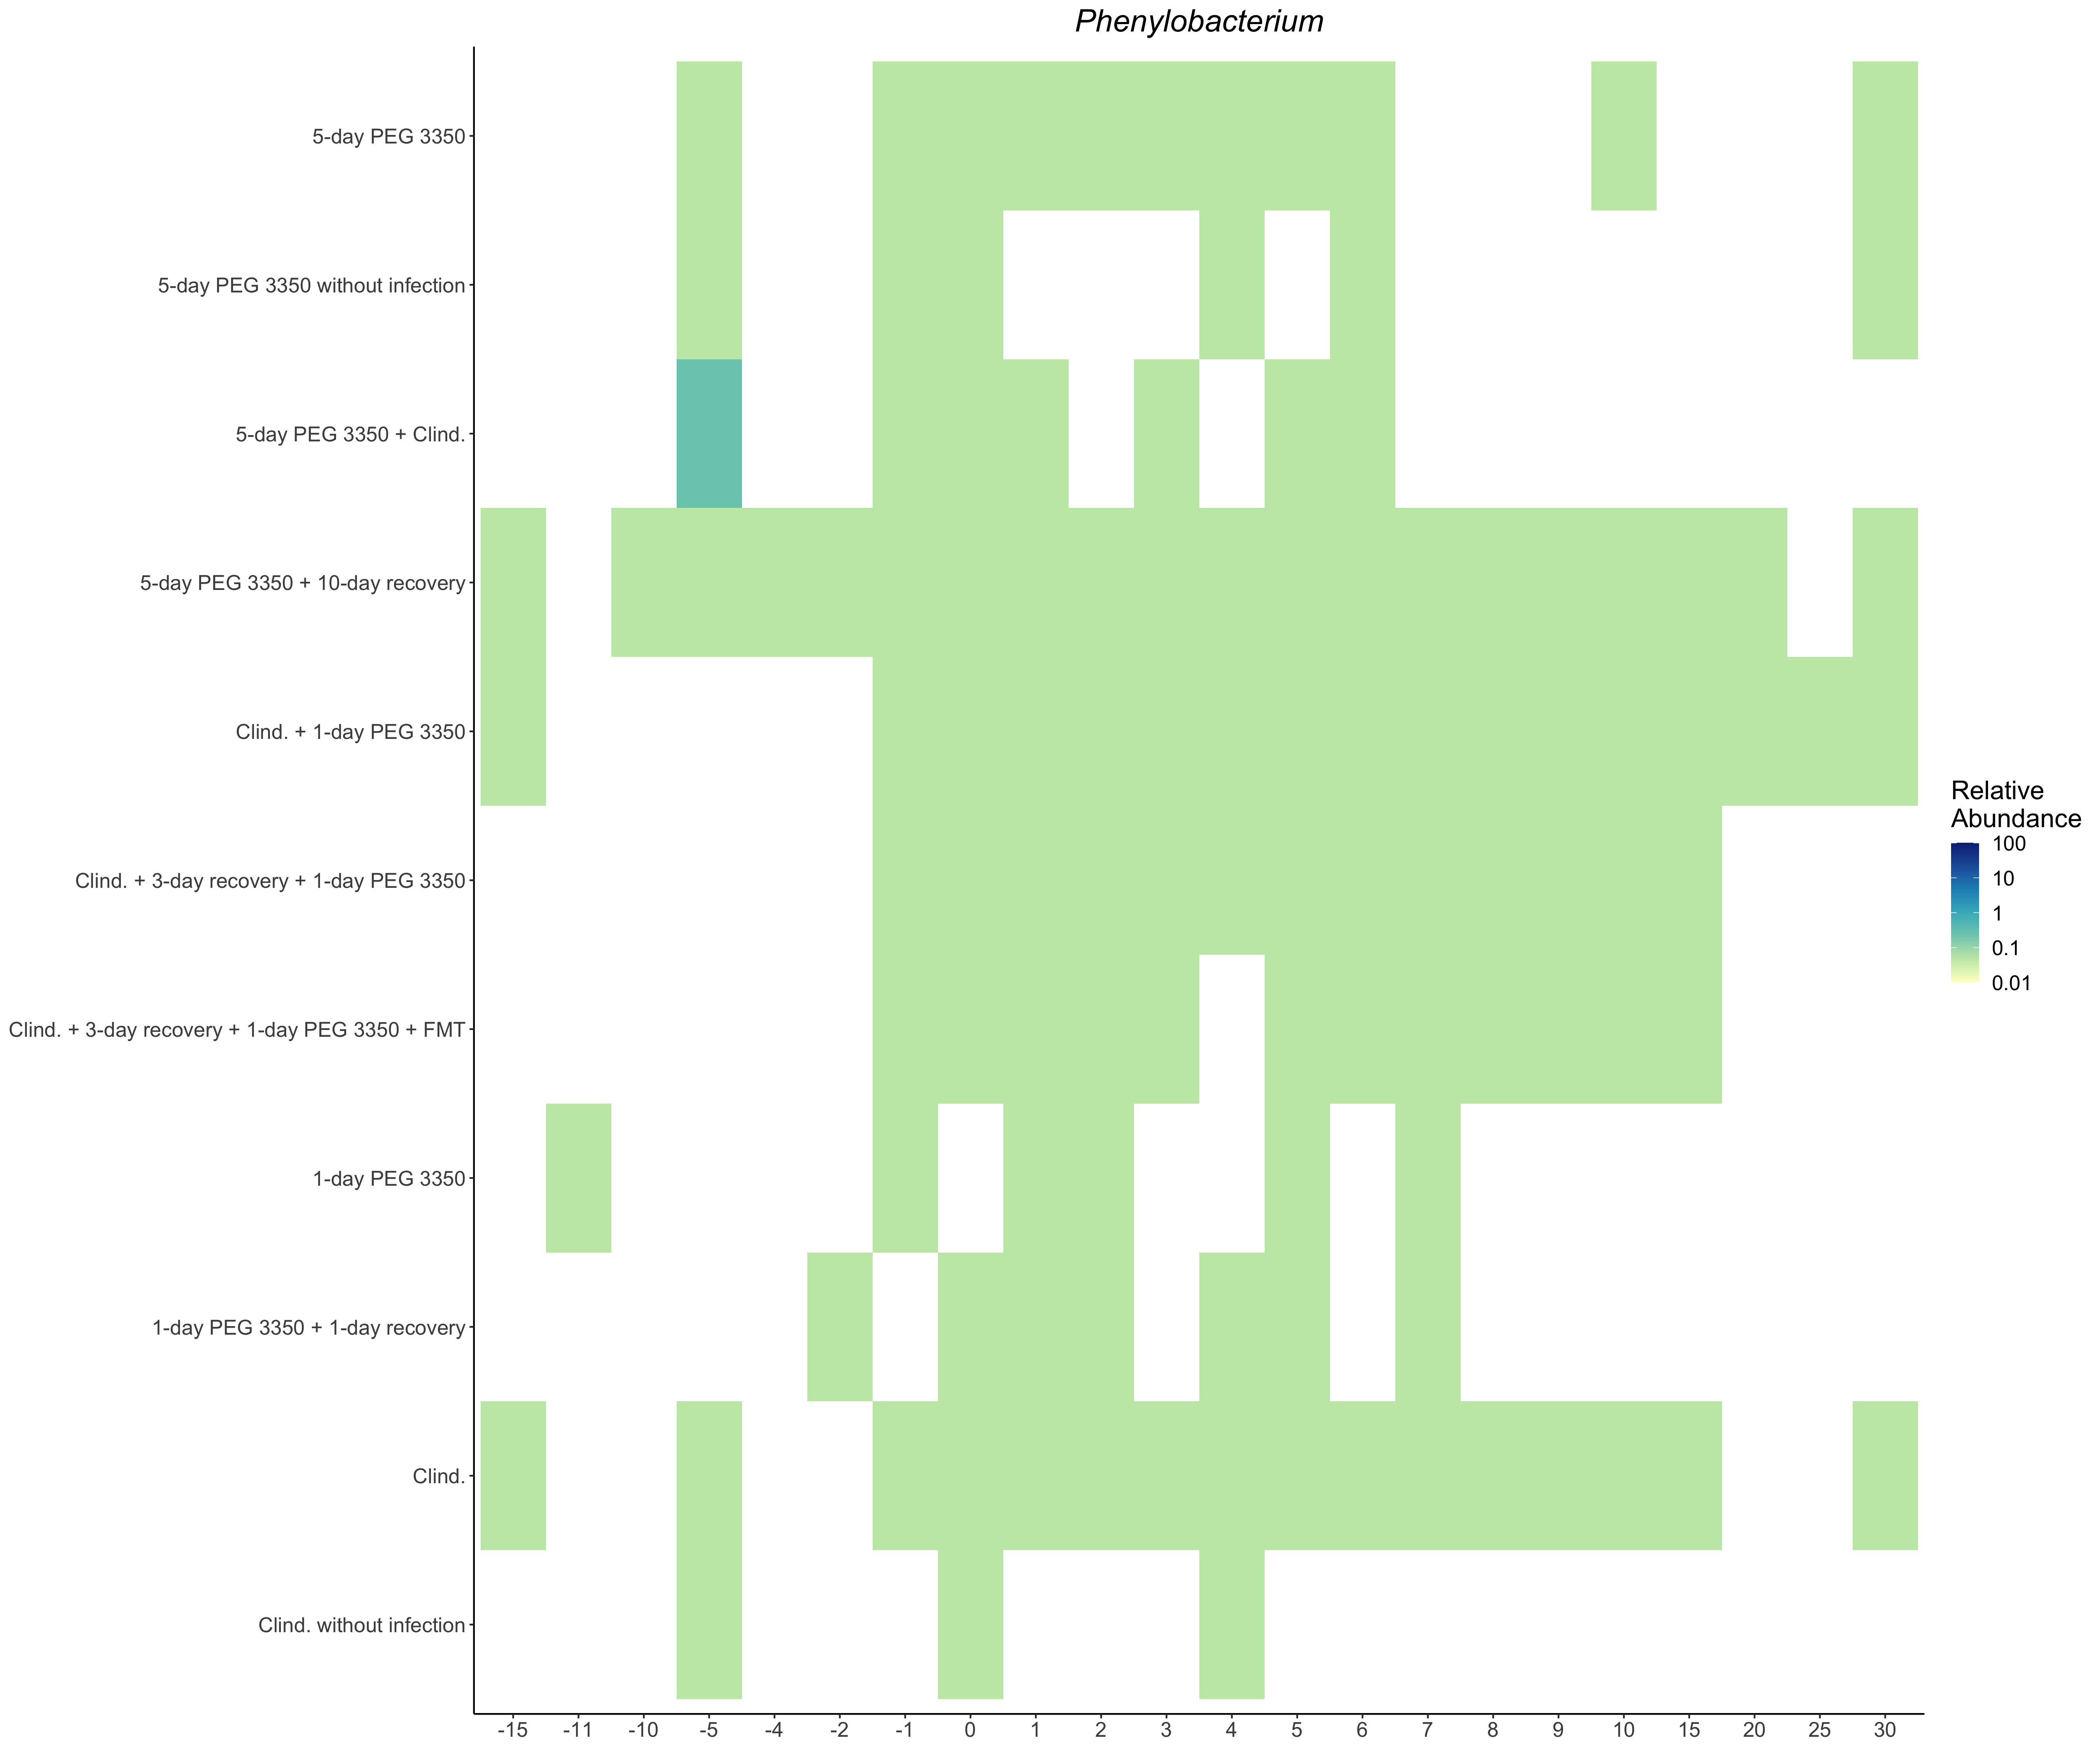 Phenylobacterium
5-day PEG 3350
5-day PEG 3350 without infection
5-day PEG 3350 + Clind.
5-day PEG 3350 + 10-day recovery
Clind. + 1-day PEG 3350
Clind. + 3-day recovery + 1-day PEG 3350
Clind. + 3-day recovery + 1-day PEG 3350 + FMT
1-day PEG 3350
1-day PEG 3350 + 1-day recovery
Clind.
Clind. without infection
-15 -11 -10 -5 -4 -2 -1 0 1 2 3 4 5 6 7 8 9 10 15 20 25 30
Relative
Abundance
100
10
1
0.1
0.01